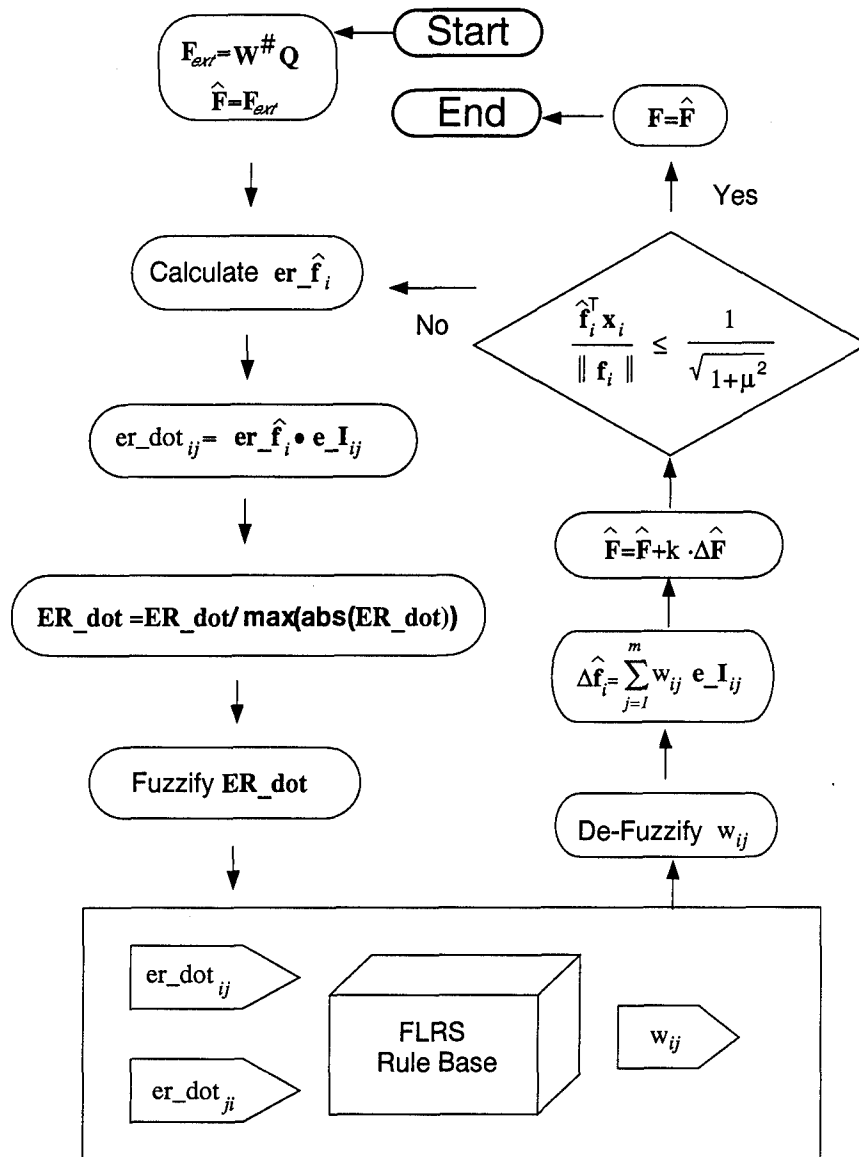 Start
F_ext = W^# Q
F̂ = F_ext
End
F = F̂
Yes
Calculate er_f̂_i
No
f̂_i^T x_i / ‖ f_i ‖ ≤ 1 / √(1+μ²)
er_dot_ij = er_f̂_i • e_I_ij
F̂ = F̂ + k · ΔF̂
ER_dot = ER_dot / max(abs(ER_dot))
Δf̂_i = ∑_{j=1}^{m} w_ij e_I_ij
Fuzzify ER_dot
De-Fuzzify w_ij
er_dot_ij
FLRS
Rule Base
w_ij
er_dot_ji